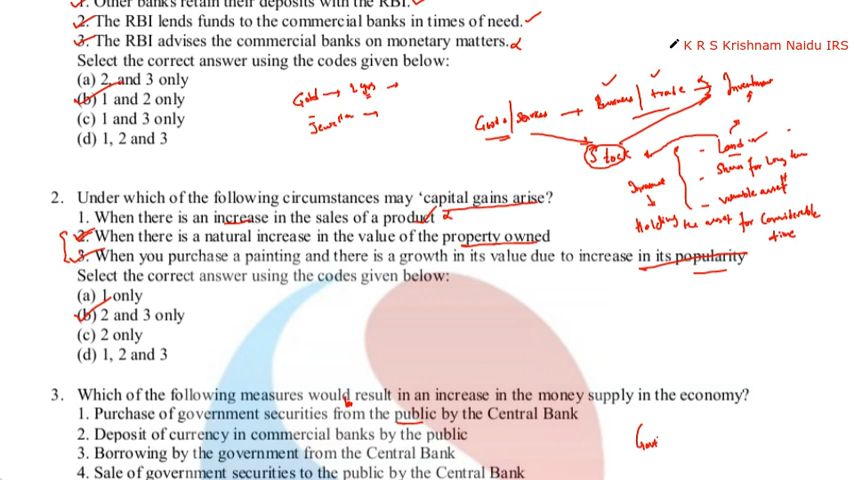 1. Other banks retain their deposits with the RBI.
2. The RBI lends funds to the commercial banks in times of need.
3. The RBI advises the commercial banks on monetary matters.
K R S Krishnam Naidu IRS
Select the correct answer using the codes given below:
(a) 2, and 3 only
(b) 1 and 2 only
(c) 1 and 3 only
(d) 1, 2 and 3
Gold → 2 yrs →
Goods/Services → Business/trade → Investment
Stock
- Land
- Shares for long term
- valuable asset
Holding the asset for Considerable
time
2. Under which of the following circumstances may ‘capital gains arise?
1. When there is an increase in the sales of a product
2. When there is a natural increase in the value of the property owned
3. When you purchase a painting and there is a growth in its value due to increase in its popularity
Select the correct answer using the codes given below:
(a) 1 only
(b) 2 and 3 only
(c) 2 only
(d) 1, 2 and 3
3. Which of the following measures would result in an increase in the money supply in the economy?
1. Purchase of government securities from the public by the Central Bank
2. Deposit of currency in commercial banks by the public
Govt
3. Borrowing by the government from the Central Bank
4. Sale of government securities to the public by the Central Bank